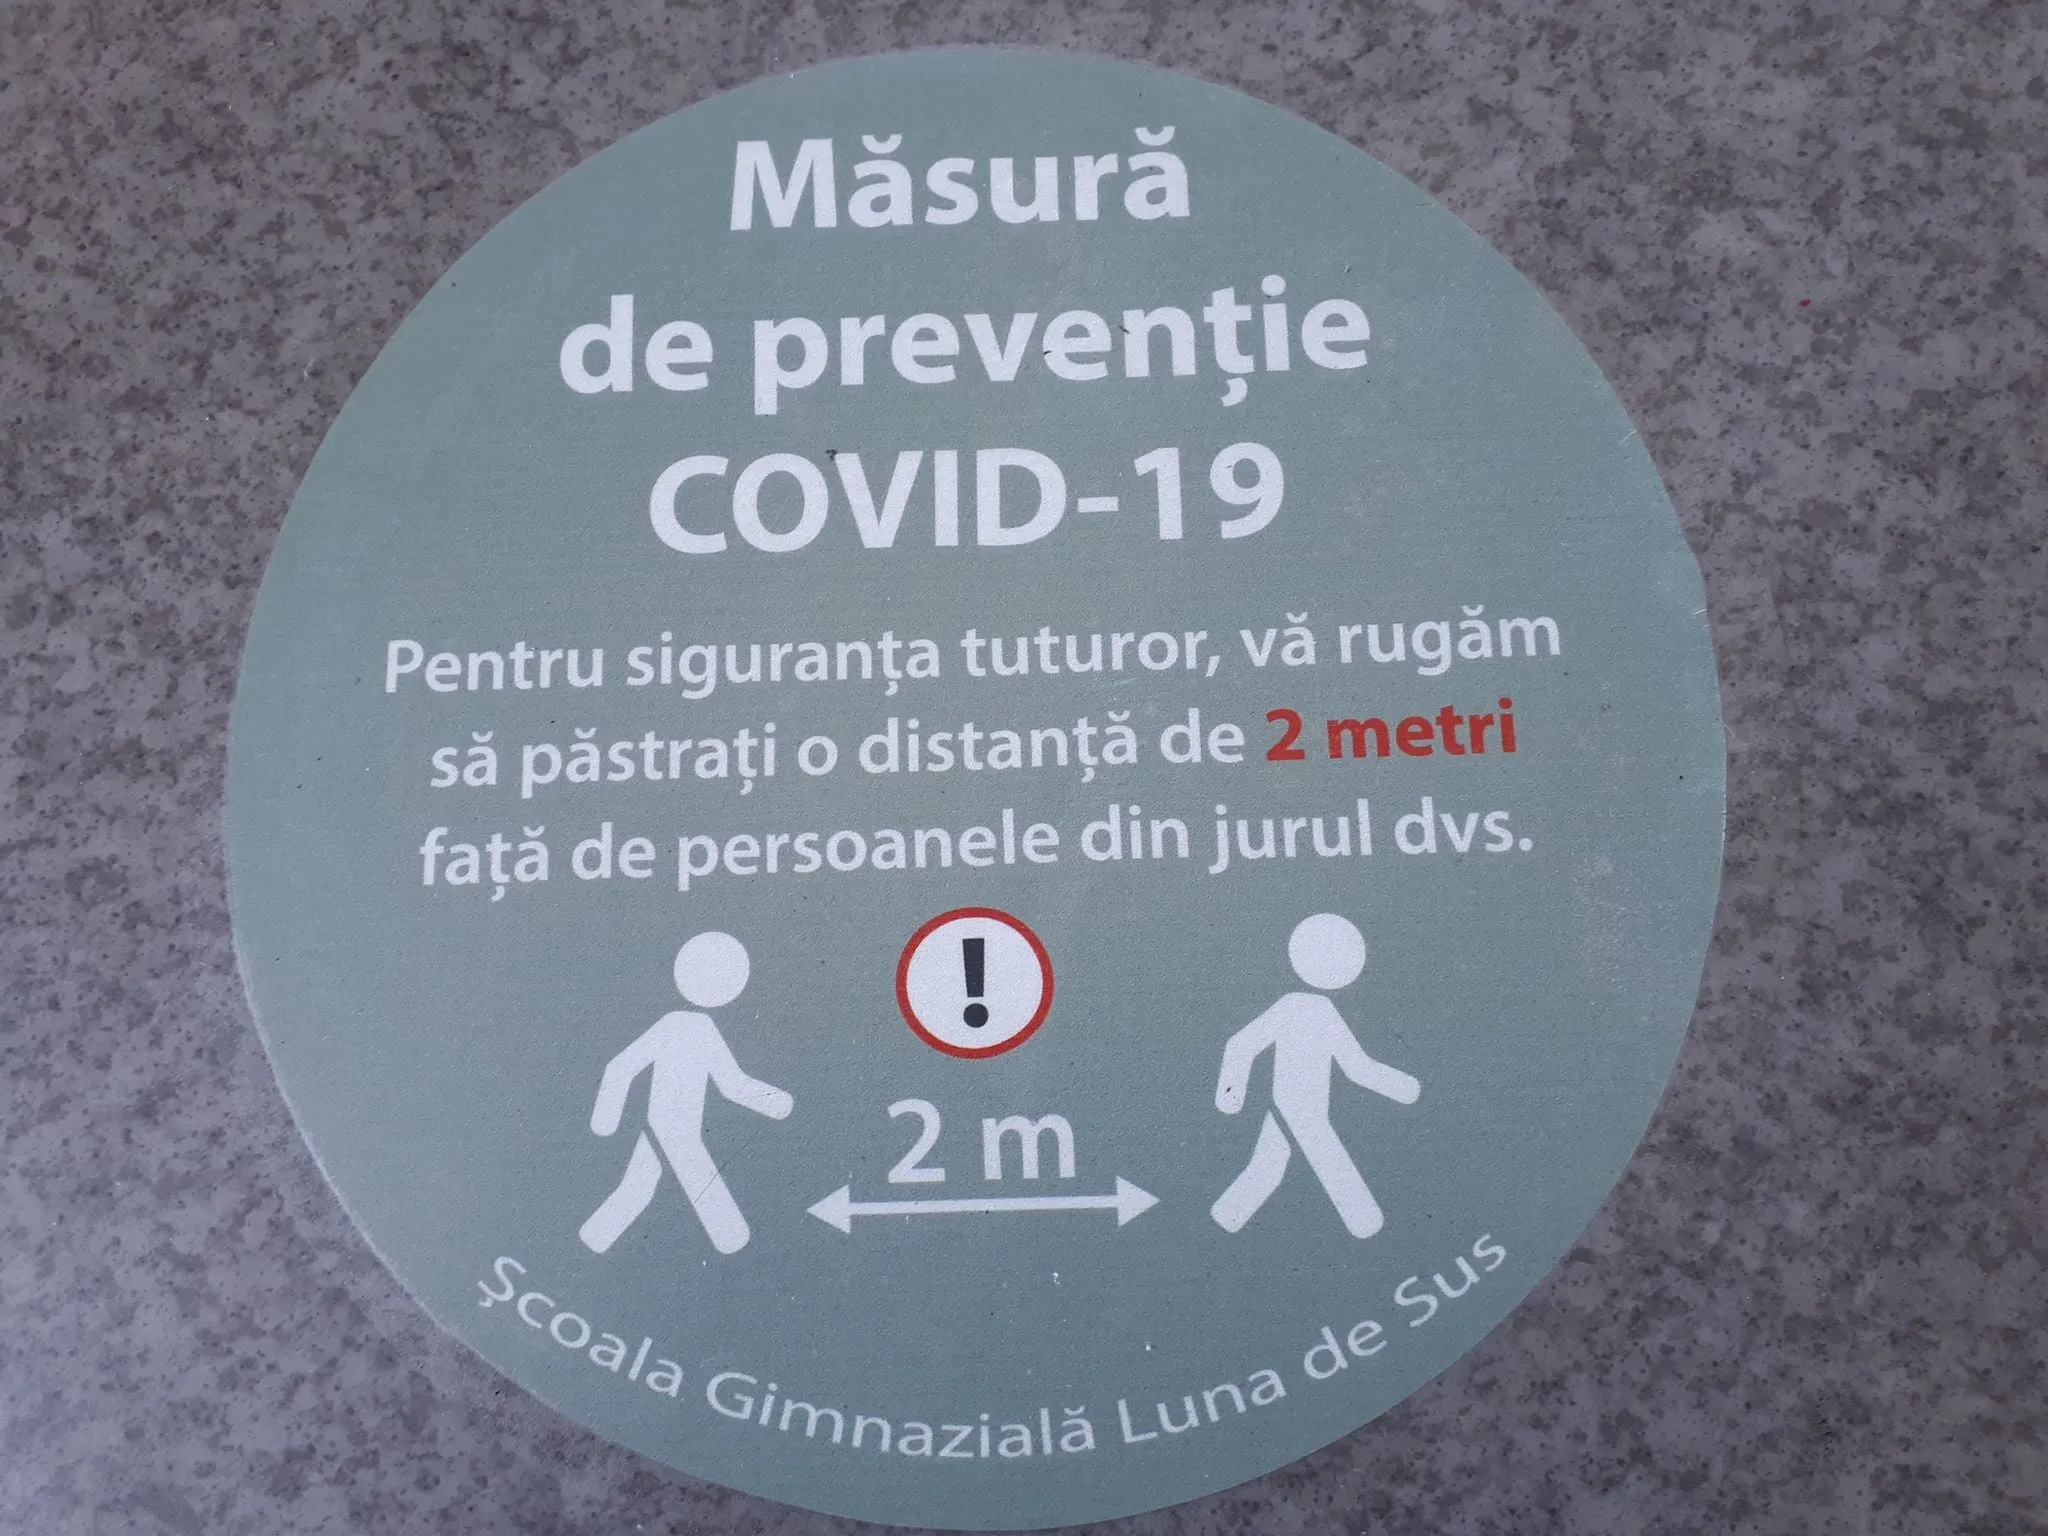 Măsură
de prevenție
COVID-19
Pentru siguranța tuturor, vă rugăm
să păstrați o distanță de 2 metri
față de persoanele din jurul dvs.
!
2 m
Școala Gimnazială Luna de Sus